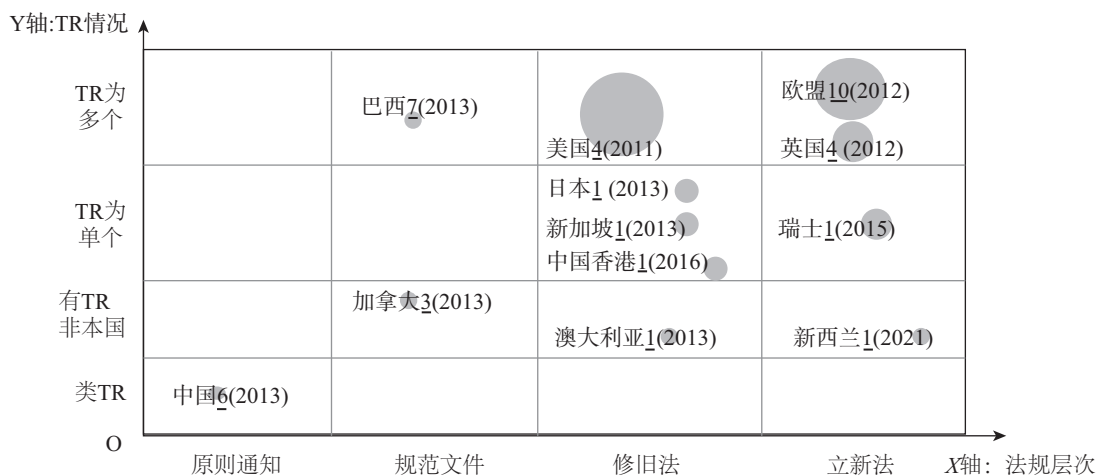 Y轴:TR情况
TR为
多个
巴西7(2013)
美国4(2011)
欧盟10(2012)
英国4 (2012)
TR为
单个
日本1 (2013)
新加坡1(2013)
中国香港1(2016)
瑞士1(2015)
有TR
非本国
加拿大3(2013)
澳大利亚1(2013)
新西兰1(2021)
类TR
中国6(2013)
O
原则通知 规范文件 修旧法 立新法 X轴：法规层次